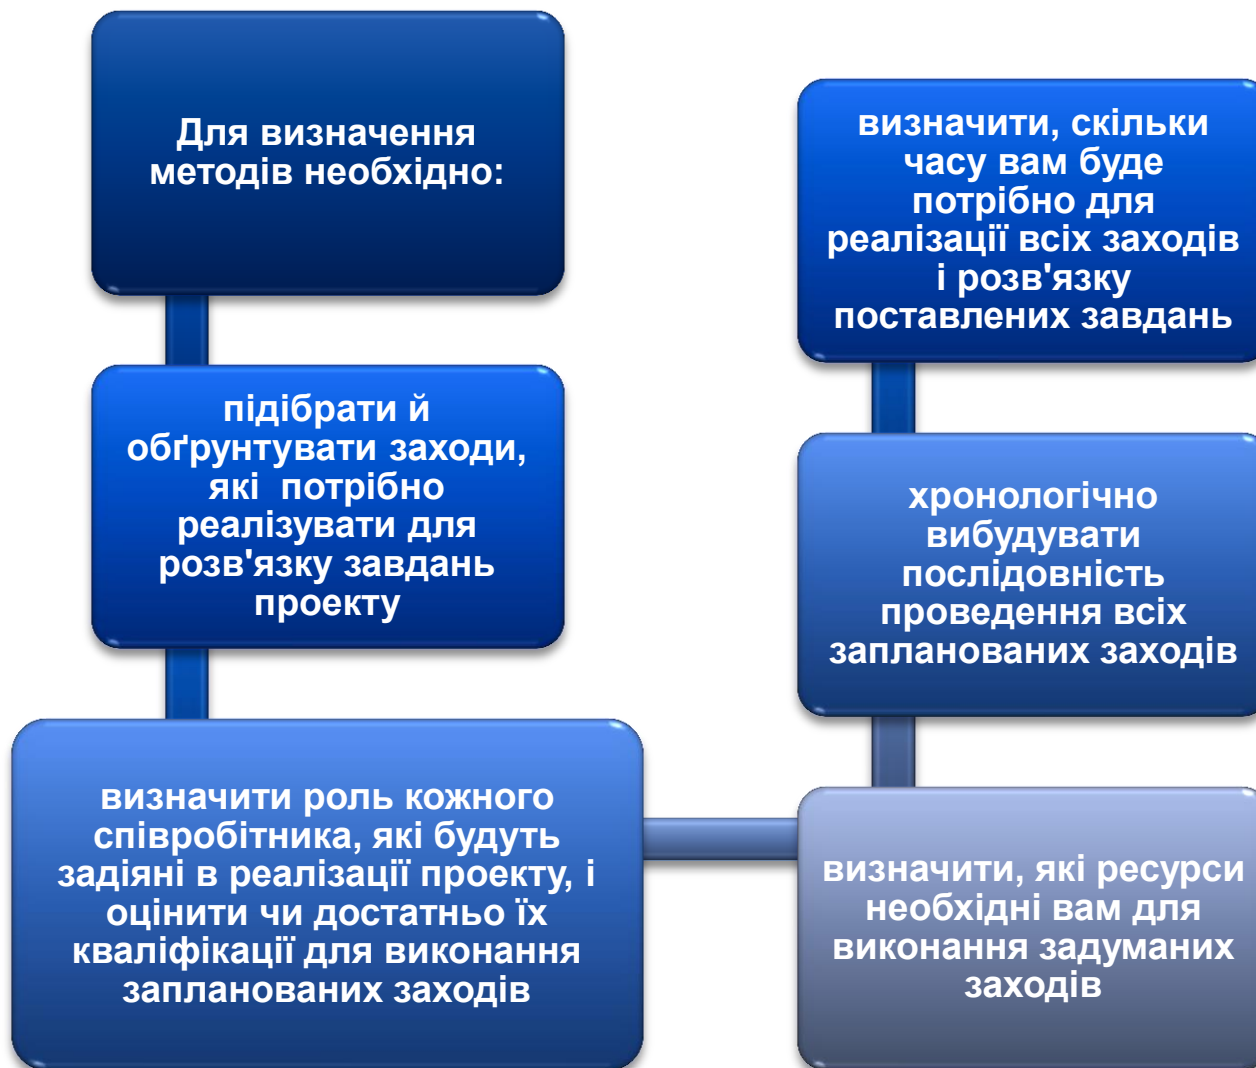 Для визначення
методів необхідно:
підібрати й
обґрунтувати заходи,
які  потрібно
реалізувати для
розв'язку завдань
проекту
визначити роль кожного
співробітника, які будуть
задіяні в реалізації проекту, і
оцінити чи достатньо їх
кваліфікації для виконання
запланованих заходів
визначити, які ресурси
необхідні вам для
виконання задуманих
заходів
хронологічно
вибудувати
послідовність
проведення всіх
запланованих заходів
визначити, скільки
часу вам буде
потрібно для
реалізації всіх заходів
і розв'язку
поставлених завдань